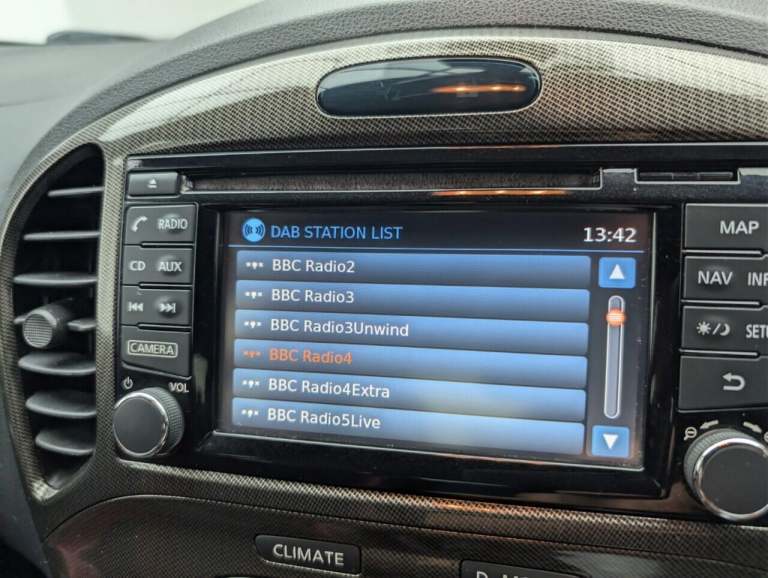 DAB STATION LIST 13:42
RADIO
MAP
BBC Radio2
CD AUX
BBC Radio3
NAV
BBC Radio3Unwind
CAMERA
BBC Radio4
BBC Radio4Extra
VOL
BBC Radio5Live
CLIMATE